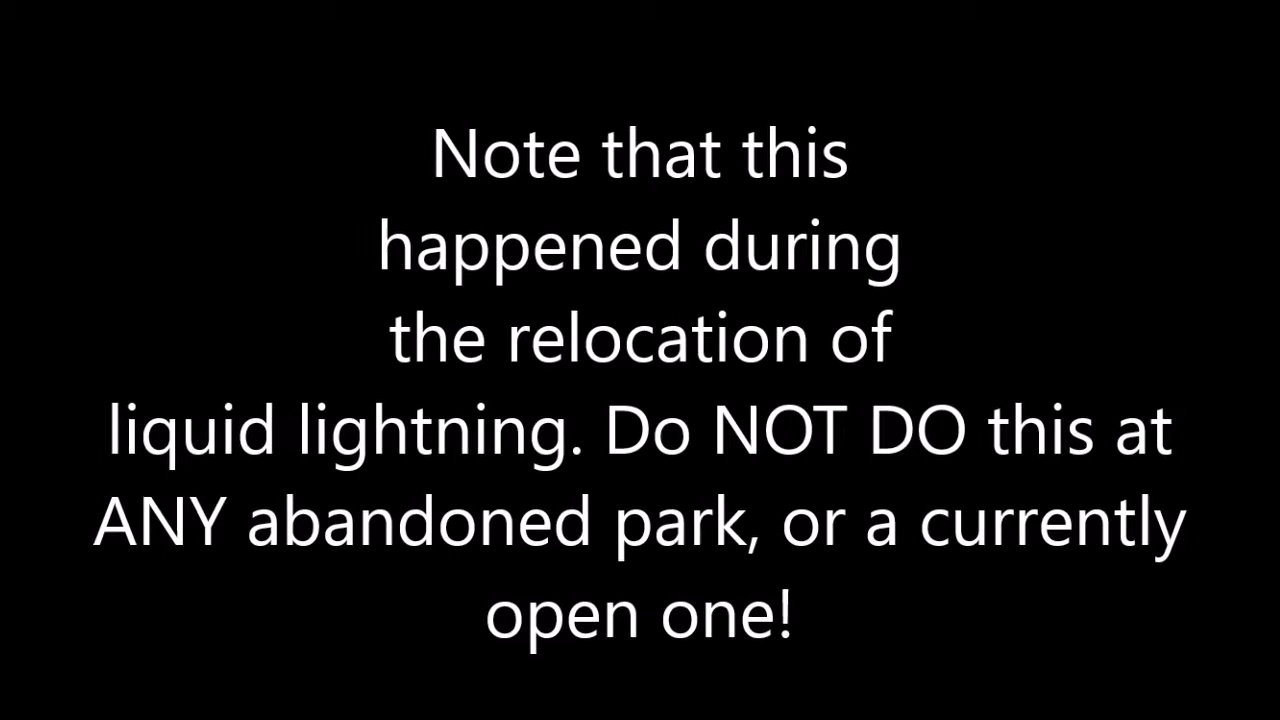 Note that this
happened during
the relocation of
liquid lightning. Do NOT DO this at
ANY abandoned park, or a currently
open one!